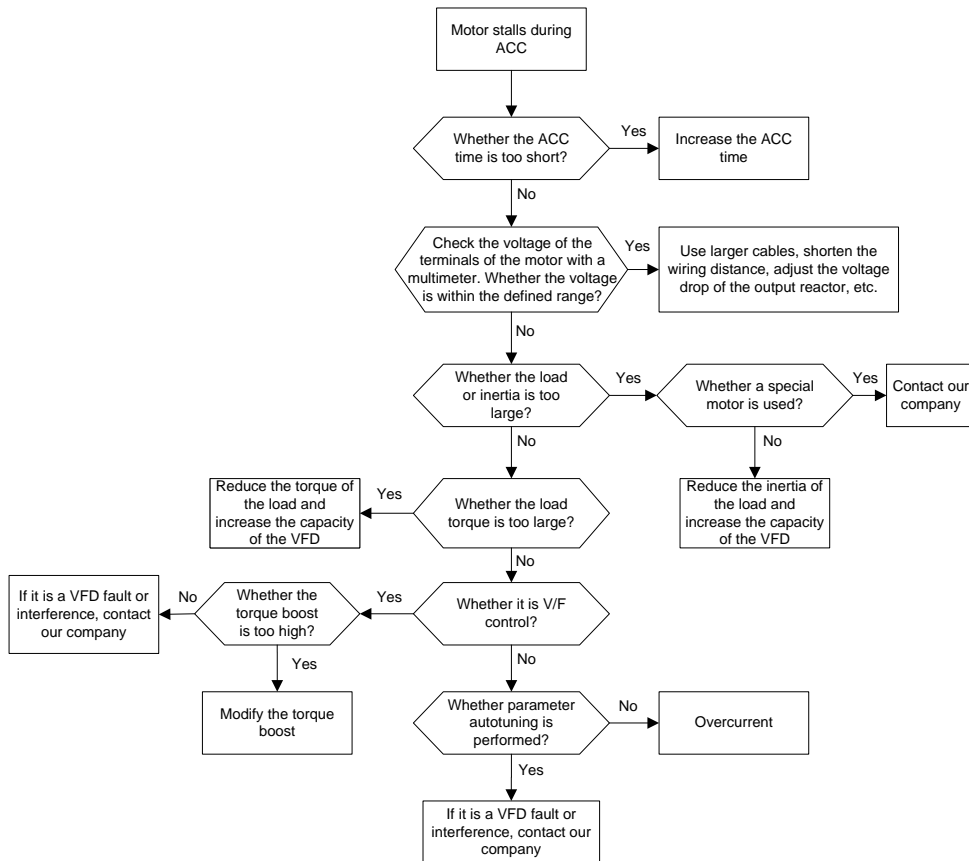 Motor stalls during
ACC
Whether the ACC
time is too short?
Yes
Increase the ACC
time
No
Check the voltage of the
terminals of the motor with a
multimeter. Whether the voltage
is within the defined range?
Yes
Use larger cables, shorten the
wiring distance, adjust the voltage
drop of the output reactor, etc.
No
Whether the load
or inertia is too
large?
Yes
Whether a special
motor is used?
Yes
Contact our
company
No
No
Reduce the torque of
the load and
increase the capacity
of the VFD
Yes
Whether the load
torque is too large?
Reduce the inertia of
the load and
increase the capacity
of the VFD
No
If it is a VFD fault or
interference, contact
our company
No
Whether the
torque boost
is too high?
Yes
Whether it is V/F
control?
Yes
No
Modify the torque
boost
Whether parameter
autotuning is
performed?
No
Overcurrent
Yes
If it is a VFD fault or
interference, contact our
company